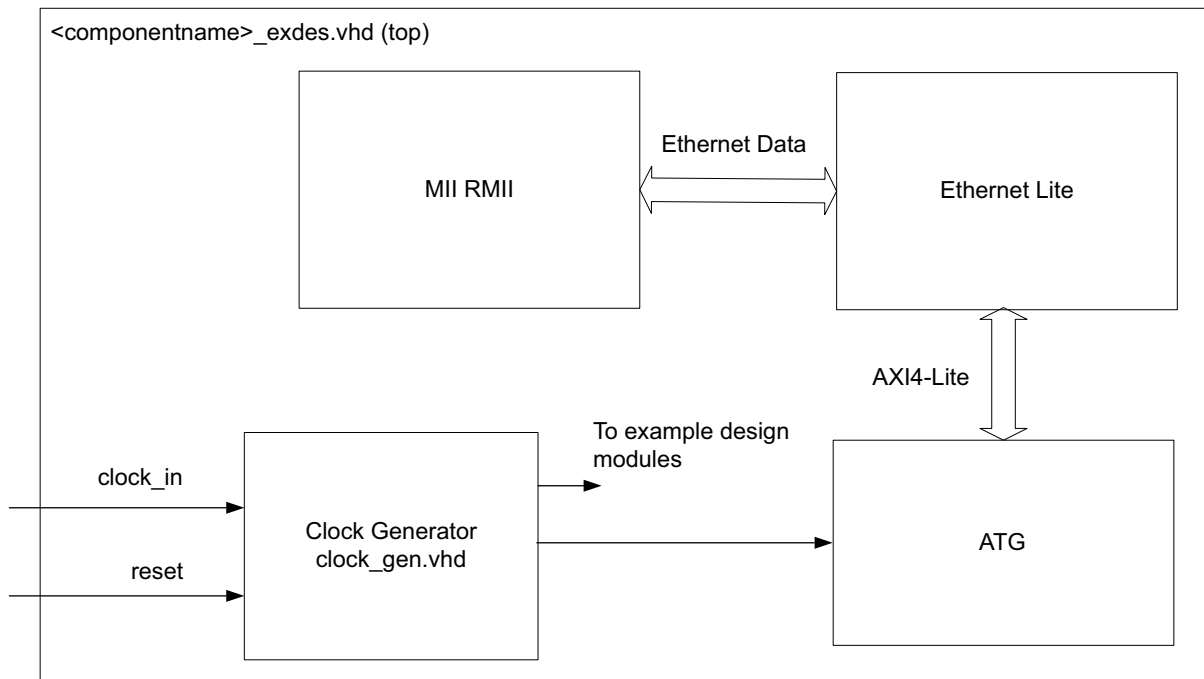 <componentname>_exdes.vhd (top)
Ethernet Data
MII RMII
Ethernet Lite
AXI4-Lite
To example design
modules
clock_in
Clock Generator
clock_gen.vhd
ATG
reset